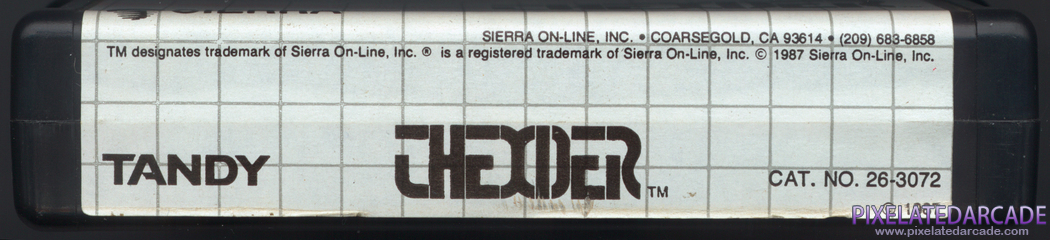 SIERRA
SIERRA ON-LINE, INC. • COARSEGOLD, CA 93614 • (209) 683-6858
TM designates trademark of Sierra On-Line, Inc. ® is a registered trademark of Sierra On-Line, Inc. © 1987 Sierra On-Line, Inc.
TANDY
THEXDER TM
CAT. NO. 26-3072
© 1987
PIXELATEDARCADE
www.pixelatedarcade.com